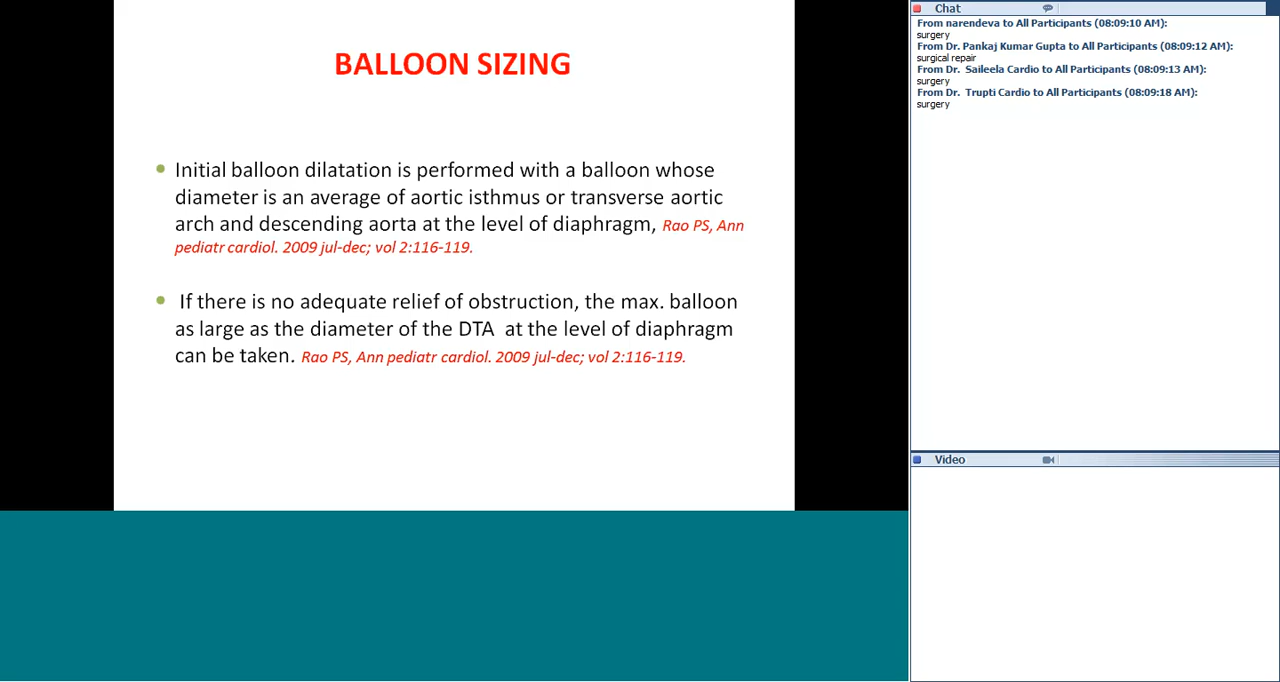 BALLOON SIZING
Initial balloon dilatation is performed with a balloon whose
diameter is an average of aortic isthmus or transverse aortic
arch and descending aorta at the level of diaphragm, Rao PS, Ann
pediatr cardiol. 2009 jul-dec; vol 2:116-119.
If there is no adequate relief of obstruction, the max. balloon
as large as the diameter of the DTA at the level of diaphragm
can be taken. Rao PS, Ann pediatr cardiol. 2009 jul-dec; vol 2:116-119.
Chat
From narendeva to All Participants (08:09:10 AM):
surgery
From Dr. Pankaj Kumar Gupta to All Participants (08:09:12 AM):
surgical repair
From Dr. Saileela Cardio to All Participants (08:09:13 AM):
surgery
From Dr. Trupti Cardio to All Participants (08:09:18 AM):
surgery
Video